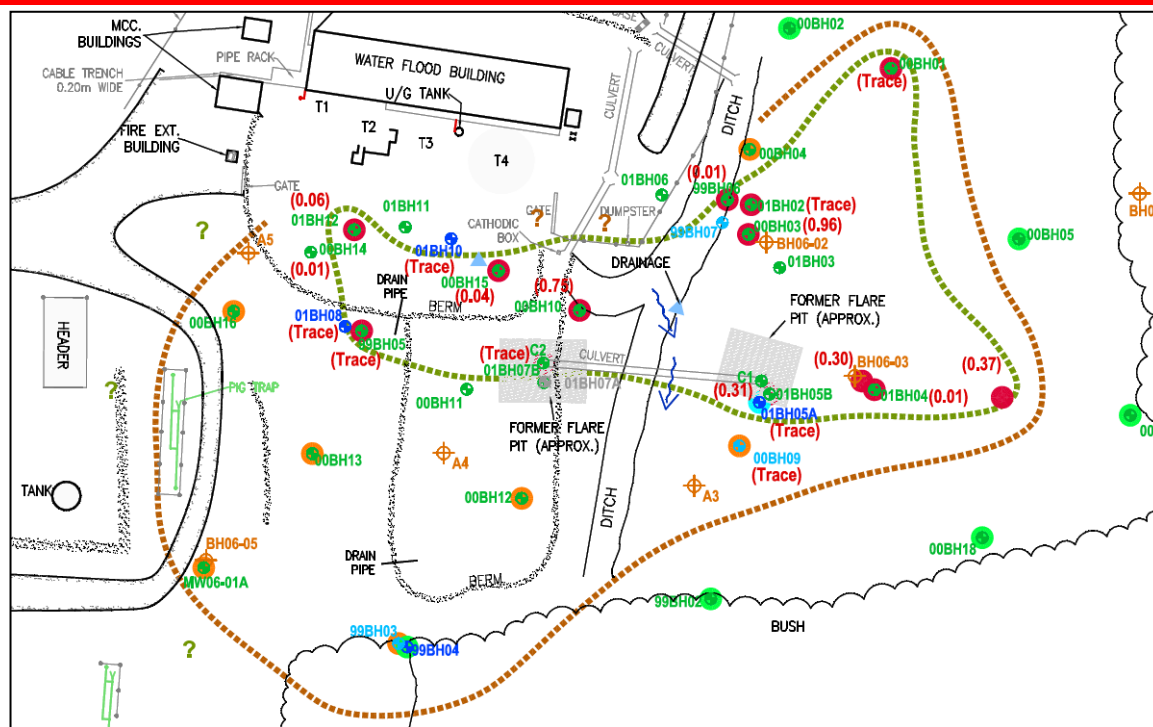 MCC.
BUILDINGS
CABLE TRENCH
0.20m WIDE
PIPE RACK
WATER FLOOD BUILDING
U/G TANK
T1
T2
T3
T4
FIRE EXT.
BUILDING
GATE
CULVERT
CULVERT
DITCH
00BH02
00BH01
(Trace)
00BH04
(0.01)
01BH06
01BH02 (Trace)
00BH03
(0.96)
BH06-02
01BH03
00BH05
GATE
DUMPSTER
CATHODIC
BOX
?
?
?
A5
(0.06)
01BH12
01BH11
00BH14
(0.01)
01BH10
(Trace)
00BH15
(0.04)
99BH07
DRAINAGE
DRAIN
PIPE
BERM
00BH16
01BH08
(Trace)
99BH05
(Trace)
FORMER FLARE
PIT (APPROX.)
HEADER
PIG TRAP
?
(Trace)
C2
01BH07B
01BH07A
CULVERT
C1
(0.31)
01BH05B
01BH05A
(Trace)
(0.30)
BH06-03
01BH04
(0.01)
(0.37)
00BH11
FORMER FLARE
PIT (APPROX.)
00BH09
(Trace)
00BH13
A4
A3
00BH12
TANK
DITCH
BH06-05
MW06-01A
DRAIN
PIPE
BERM
00BH18
99BH02
BUSH
99BH03
99BH04
?